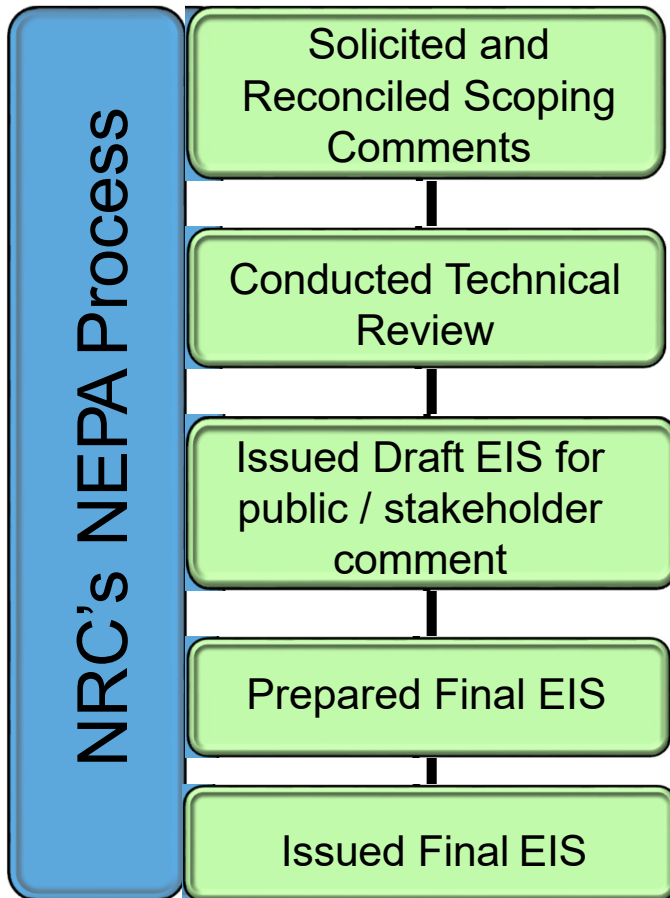 NRC's NEPA Process
Solicited and
Reconciled Scoping
Comments
Conducted Technical
Review
Issued Draft EIS for
public / stakeholder
comment
Prepared Final EIS
Issued Final EIS